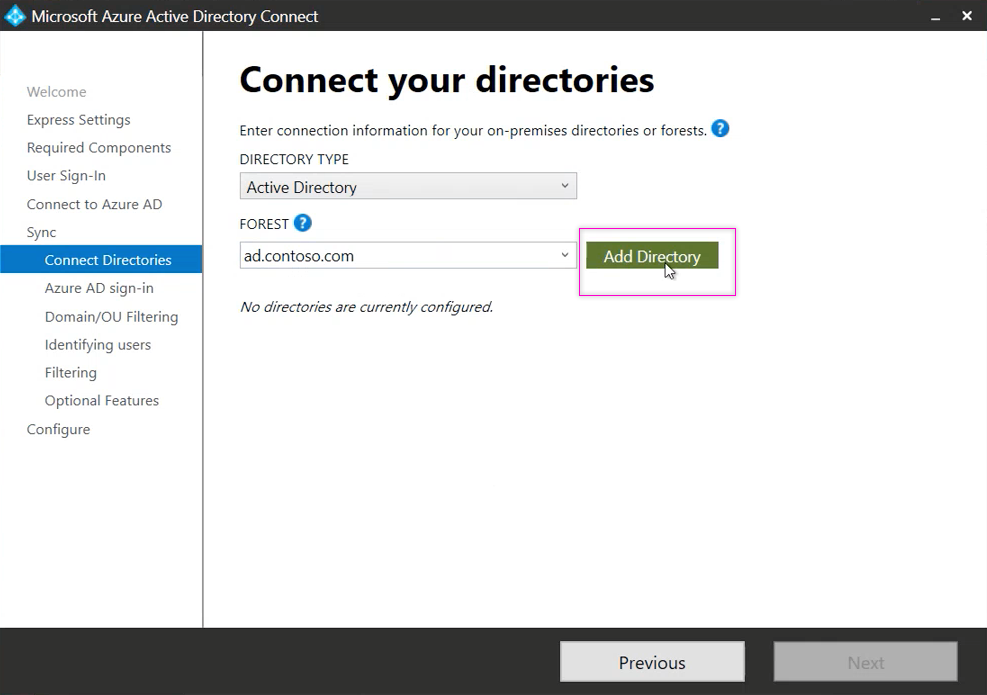 Microsoft Azure Active Directory Connect
Welcome
Express Settings
Required Components
User Sign-In
Connect to Azure AD
Sync
Connect Directories
Azure AD sign-in
Domain/OU Filtering
Identifying users
Filtering
Optional Features
Configure
Connect your directories
Enter connection information for your on-premises directories or forests. ?
DIRECTORY TYPE
Active Directory
FOREST ?
ad.contoso.com
Add Directory
No directories are currently configured.
Previous
Next